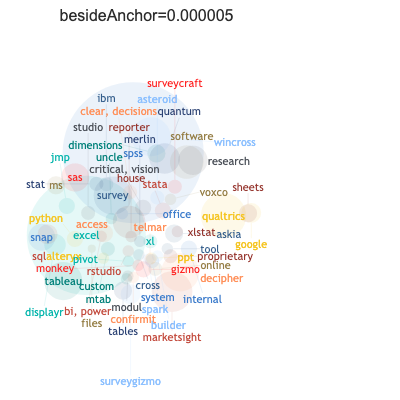 besideAnchor=0.000005
surveycraft
ibm asteroid
clear, decisions quantum
studio reporter
merlin software
dimensions wincross
jmp uncle spss research
critical, vision
sas house
stat ms stata sheets
survey voxco
python office qualtrics
access telmar
snap excel xl xlstat askia
google
sql alteryx tool
pivot ppt proprietary
monkey rstudio gizmo online
tableau custom cross decipher
mtab system internal
displayr bi, power modul spark
files confirmit builder
tables marketsight
surveygizmo